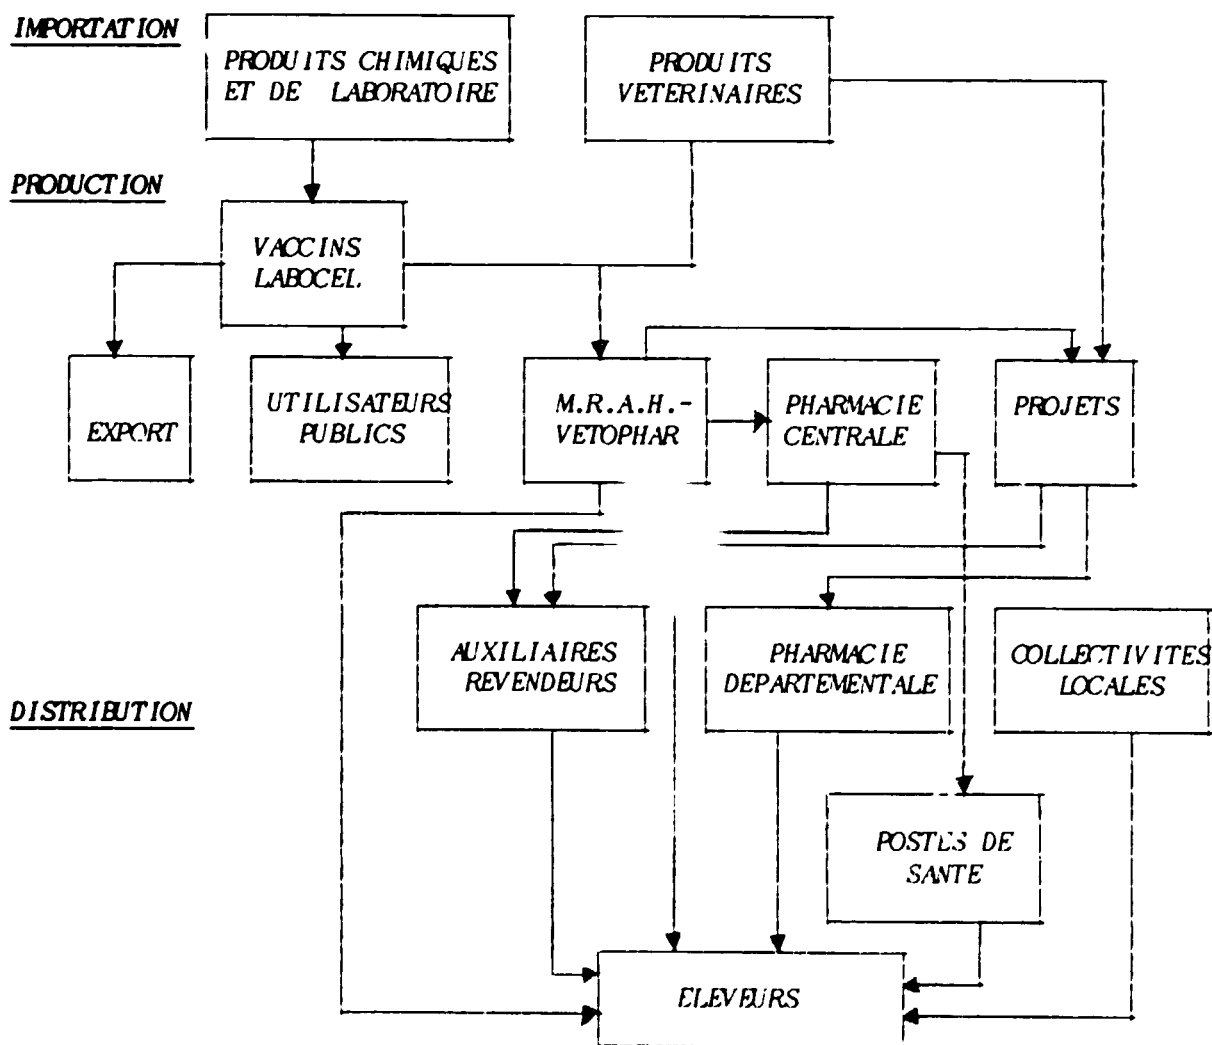 IMPORTATION
PRODUITS CHIMIQUES
ET DE LABORATOIRE
PRODUITS
VETERINAIRES
PRODUCTION
VACCINS
LABOCEL
EXPORT
UTILISATEURS
PUBLICS
M.R.A.H.-
VETOPHAR
PHARMACIE
CENTRALE
PROJETS
AUXILIAIRES
REVENDEURS
PHARMACIE
DEPARTEMENTALE
COLLECTIVITES
LOCALES
DISTRIBUTION
POSTES DE
SANTE
ELEVEURS